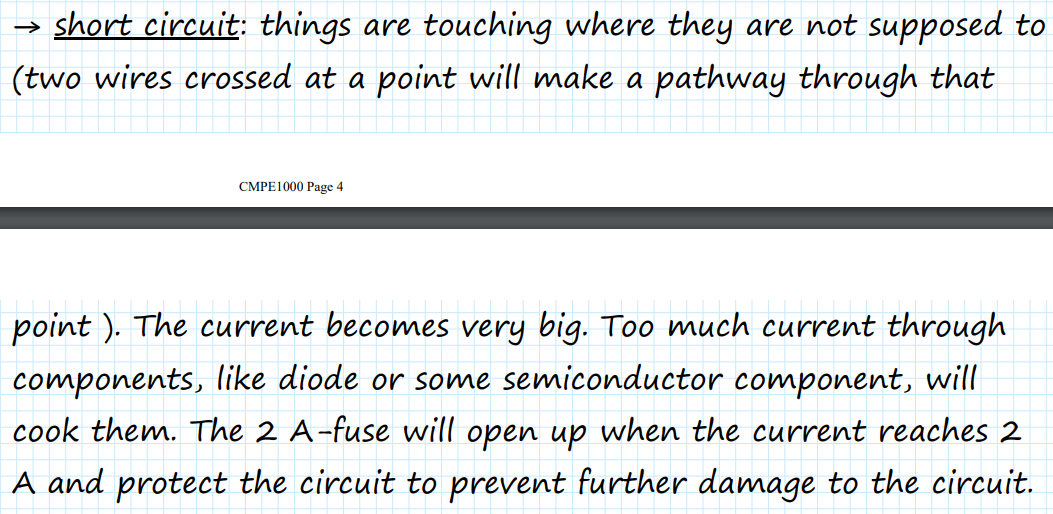 → short circuit: things are touching where they are not supposed to
(two wires crossed at a point will make a pathway through that
CMPE1000 Page 4
point ). The current becomes very big. Too much current through
components, like diode or some semiconductor component, will
cook them. The 2 A-fuse will open up when the current reaches 2
A and protect the circuit to prevent further damage to the circuit.